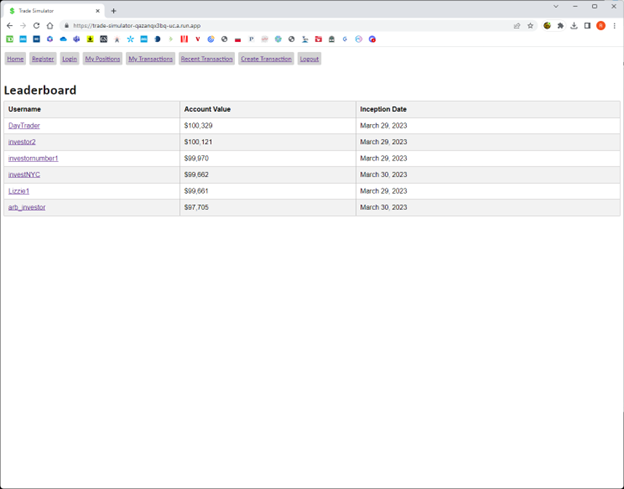 Trade Simulator
https://trade-simulator-qazanqv3bq-uc.a.run.app
Home Register Login My Positions My Transactions Recent Transaction Create Transaction Logout
Leaderboard
Username Account Value Inception Date
DayTrader $100,329 March 29, 2023
investor2 $100,121 March 29, 2023
investornumber1 $99,970 March 29, 2023
investNYC $99,662 March 30, 2023
Lizzie1 $99,661 March 29, 2023
arb_investor $97,705 March 30, 2023